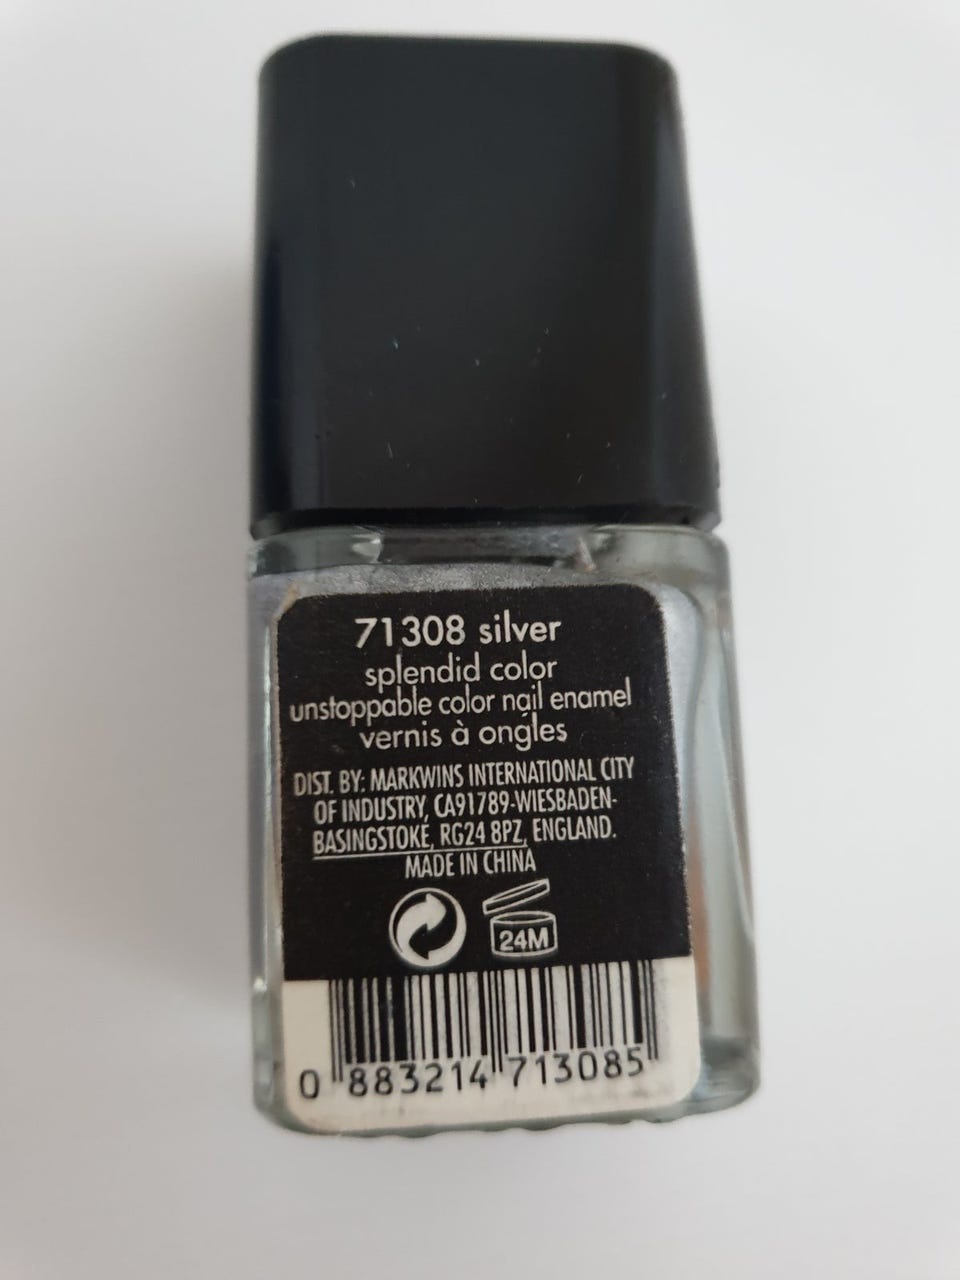 71308 silver
splendid color
unstoppable color nail enamel
vernis à ongles
DIST. BY: MARKWINS INTERNATIONAL CITY
OF INDUSTRY, CA91789-WIESBADEN-
BASINGSTOKE, RG24 8PZ, ENGLAND.
MADE IN CHINA
24M
0 883214 713085